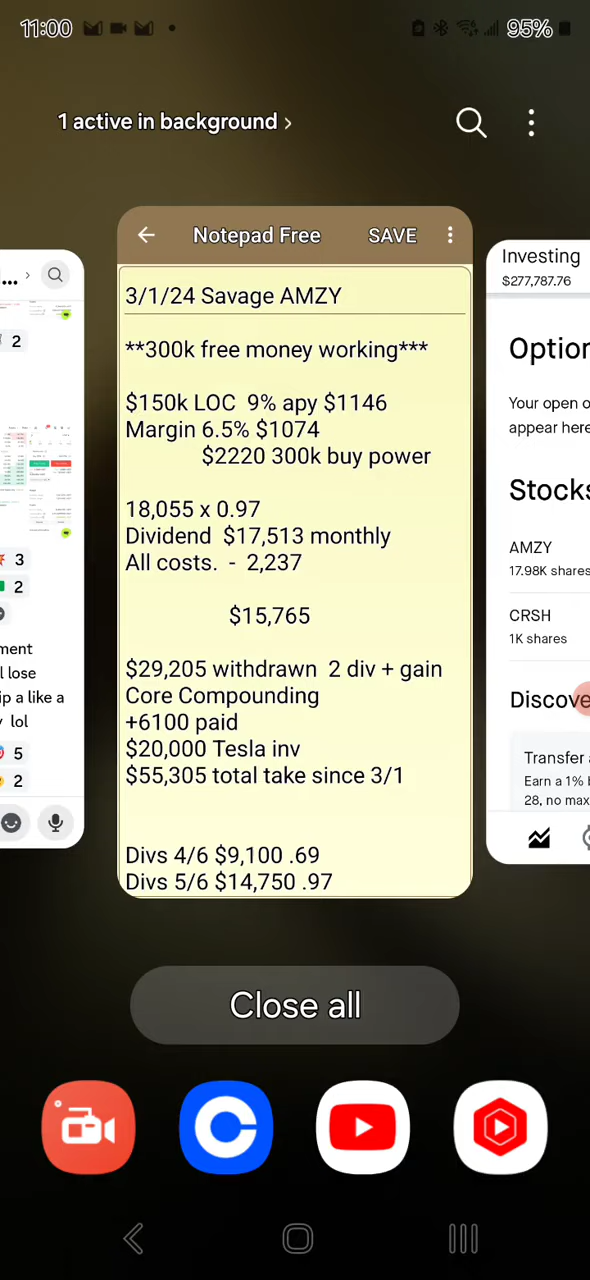 11:00
95%
1 active in background >
... >
2
3
2
ment
l lose
ip a like a
lol
5
2
Notepad Free SAVE
3/1/24 Savage AMZY
**300k free money working***
$150k LOC 9% apy $1146
Margin 6.5% $1074
$2220 300k buy power
18,055 x 0.97
Dividend $17,513 monthly
All costs. - 2,237
$15,765
$29,205 withdrawn 2 div + gain
Core Compounding
+6100 paid
$20,000 Tesla inv
$55,305 total take since 3/1
Divs 4/6 $9,100 .69
Divs 5/6 $14,750 .97
Investing
$277,787.76
Option
Your open o
appear here
Stocks
AMZY
17.98K shares
CRSH
1K shares
Discove
Transfer a
Earn a 1% b
28, no max
Close all